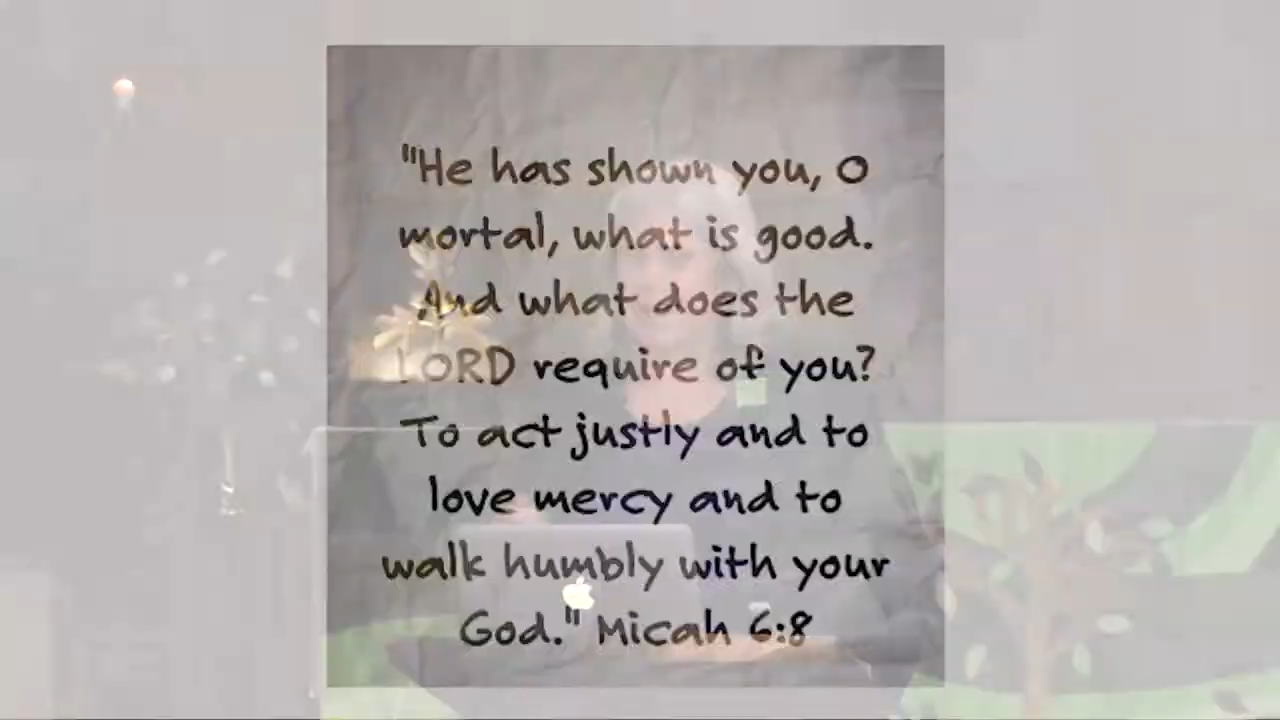 "He has shown you, O
mortal, what is good.
And what does the
LORD require of you?
To act justly and to
love mercy and to
walk humbly with your
God." Micah 6:8